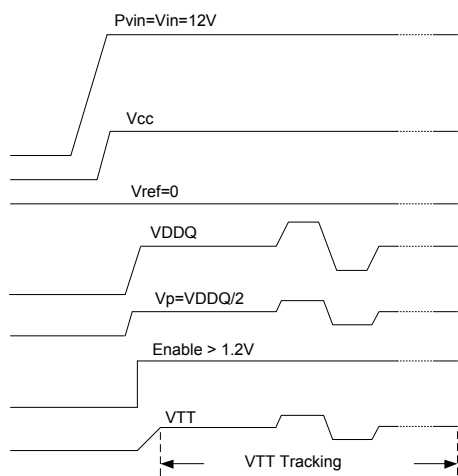 Pvin=Vin=12V
Vcc
Vref=0
VDDQ
Vp=VDDQ/2
Enable > 1.2V
VTT
VTT Tracking